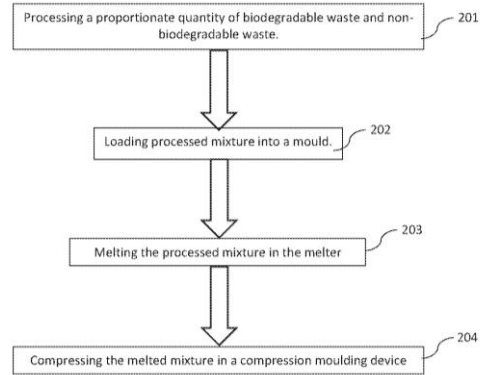 Processing a proportionate quantity of biodegradable waste and non-
biodegradable waste.
201
Loading processed mixture into a mould.
202
Melting the processed mixture in the melter
203
Compressing the melted mixture in a compression moulding device
204